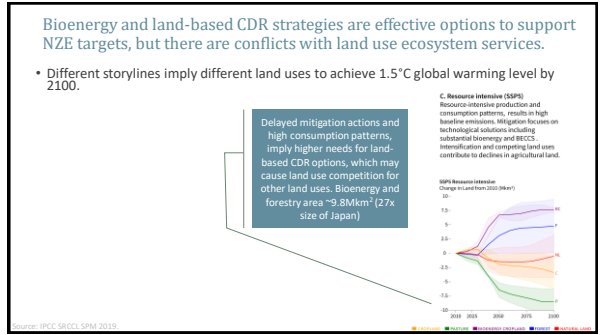 Bioenergy and land-based CDR strategies are effective options to support
NZE targets, but there are conflicts with land use ecosystem services.
• Different storylines imply different land uses to achieve 1.5°C global warming level by
2100.
C. Resource intensive (SSP5)
Resource-intensive production and
consumption patterns, results in high
baseline emissions. Mitigation focuses on
technological solutions including
substantial bioenergy and BECCS.
Intensification and competing land uses
contribute to declines in agricultural land.
Delayed mitigation actions and
high consumption patterns,
imply higher needs for land-
based CDR options, which may
cause land use competition for
other land uses. Bioenergy and
forestry area ~9.8Mkm² (27x
size of Japan)
SSP5 Resource intensive
Change in Land from 2010 (Mkm²)
10
7.5
5
2.5
0
-2.5
-5
-7.5
-10
BC
F
NL
C
P
2010 2025 2050 2075 2100
CROPLAND PASTURE BIOENERGY CROPLAND FOREST NATURAL LAND
Source: IPCC SRCCL SPM 2019.